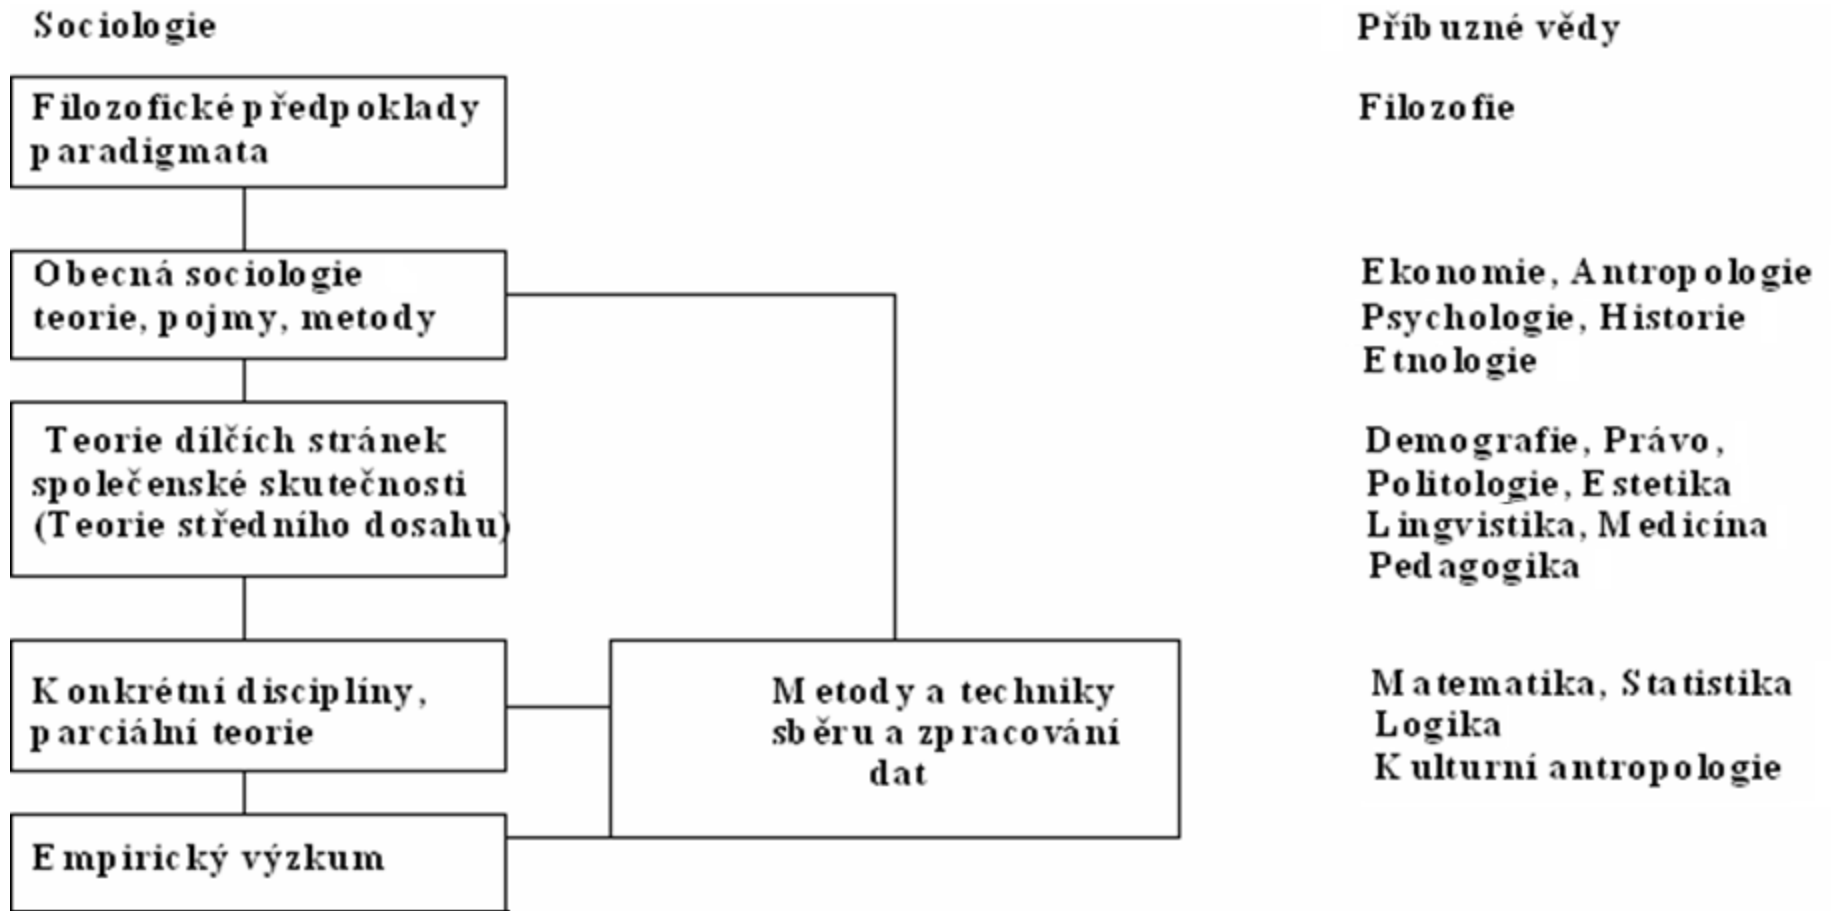 Sociologie
Příbuzné vědy
Filozofické předpoklady
paradigmata
Filozofie
Obecná sociologie
teorie, pojmy, metody
Ekonomie, Antropologie
Psychologie, Historie
Etnologie
Teorie dílčích stránek
společenské skutečnosti
(Teorie středního dosahu)
Demografie, Právo,
Politologie, Estetika
Lingvistika, Medicína
Pedagogika
Konkrétní disciplíny,
parciální teorie
Metody a techniky
sběru a zpracování
dat
Matematika, Statistika
Logika
Kulturní antropologie
Empirický výzkum